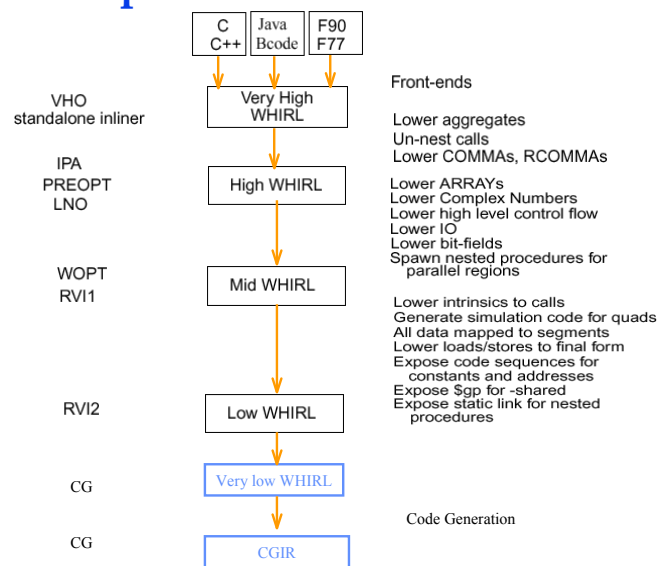 C
C++
Java
Bcode
F90
F77
Front-ends
VHO
standalone inliner
Very High
WHIRL
Lower aggregates
Un-nest calls
Lower COMMAs, RCOMMAs
IPA
PREOPT
LNO
High WHIRL
Lower ARRAYs
Lower Complex Numbers
Lower high level control flow
Lower IO
Lower bit-fields
Spawn nested procedures for
parallel regions
WOPT
RVI1
Mid WHIRL
Lower intrinsics to calls
Generate simulation code for quads
All data mapped to segments
Lower loads/stores to final form
Expose code sequences for
constants and addresses
Expose $gp for -shared
Expose static link for nested
procedures
RVI2
Low WHIRL
CG
Very low WHIRL
Code Generation
CG
CGIR